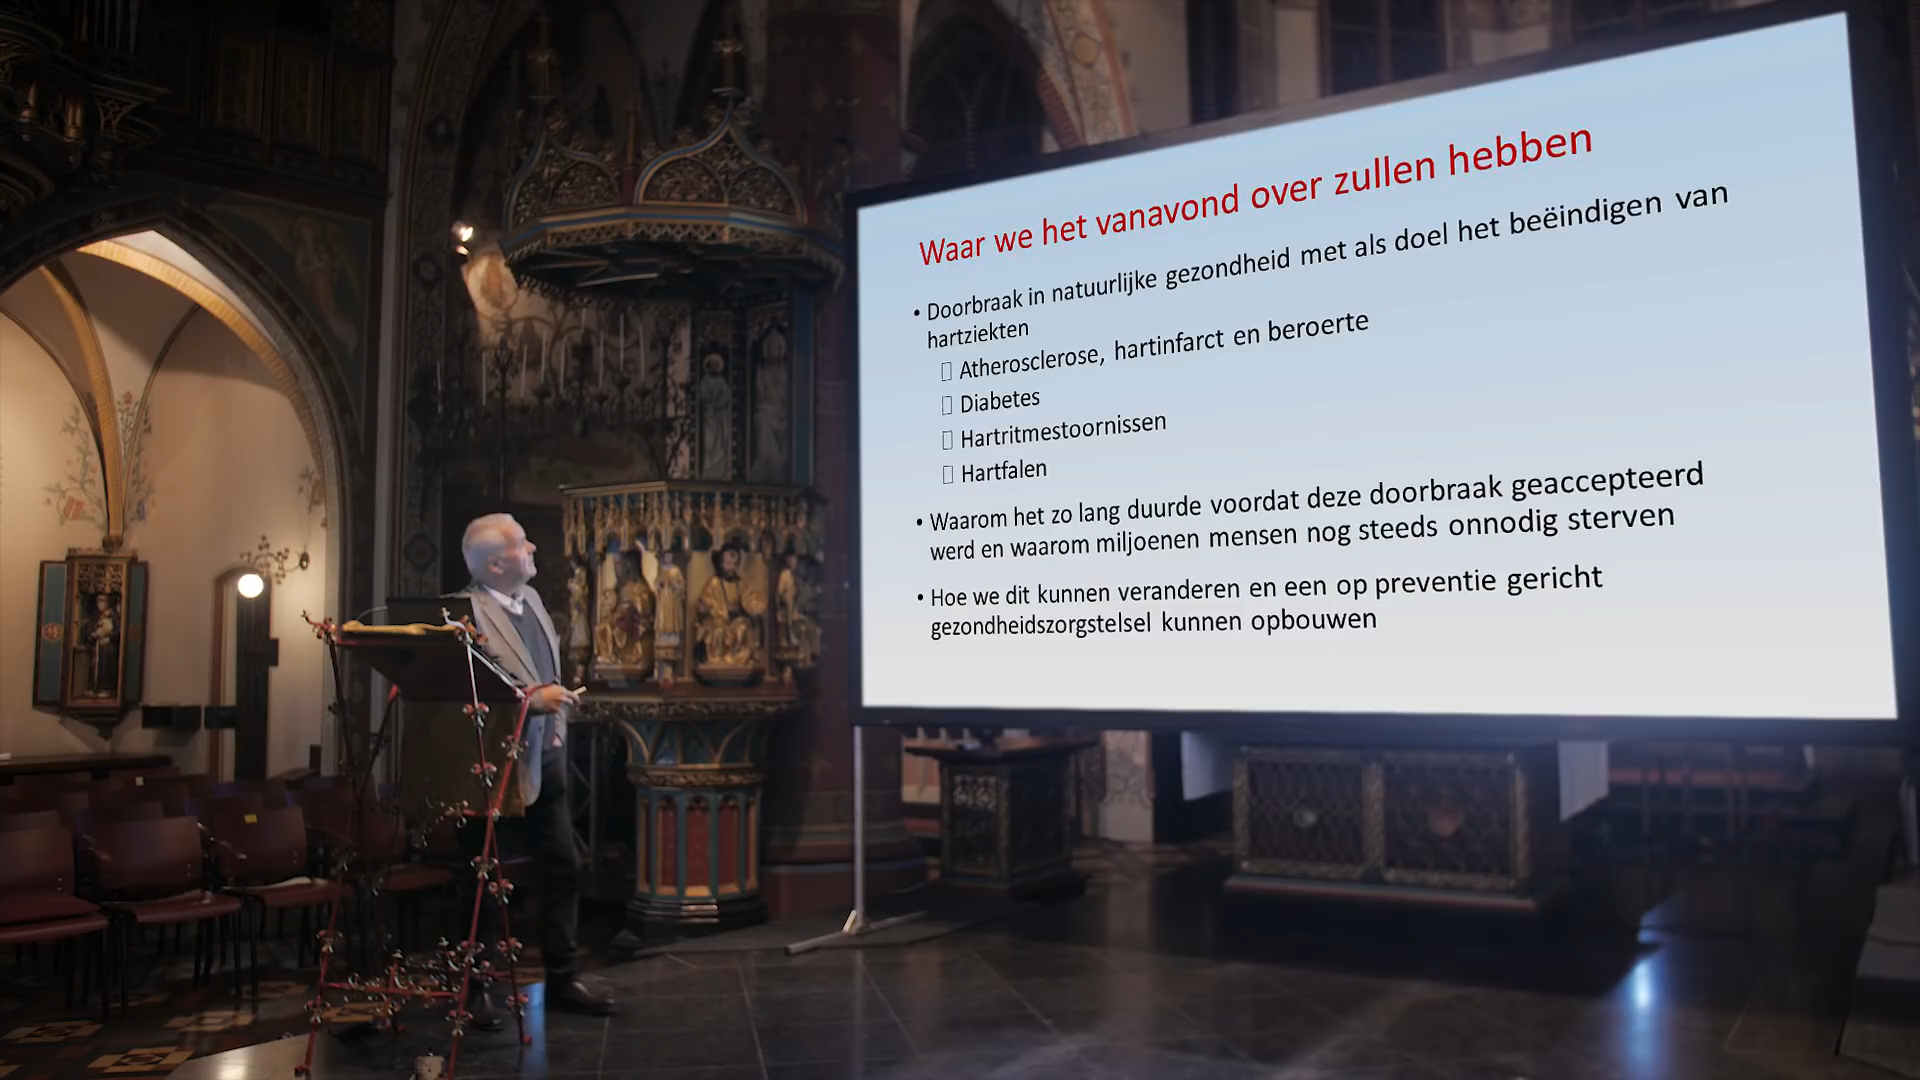 Waar we het vanavond over zullen hebben
• Doorbraak in natuurlijke gezondheid met als doel het beëindigen van
hartziekten
Atherosclerose, hartinfarct en beroerte
Diabetes
Hartritmestoornissen
Hartfalen
• Waarom het zo lang duurde voordat deze doorbraak geaccepteerd
werd en waarom miljoenen mensen nog steeds onnodig sterven
• Hoe we dit kunnen veranderen en een op preventie gericht
gezondheidszorgstelsel kunnen opbouwen